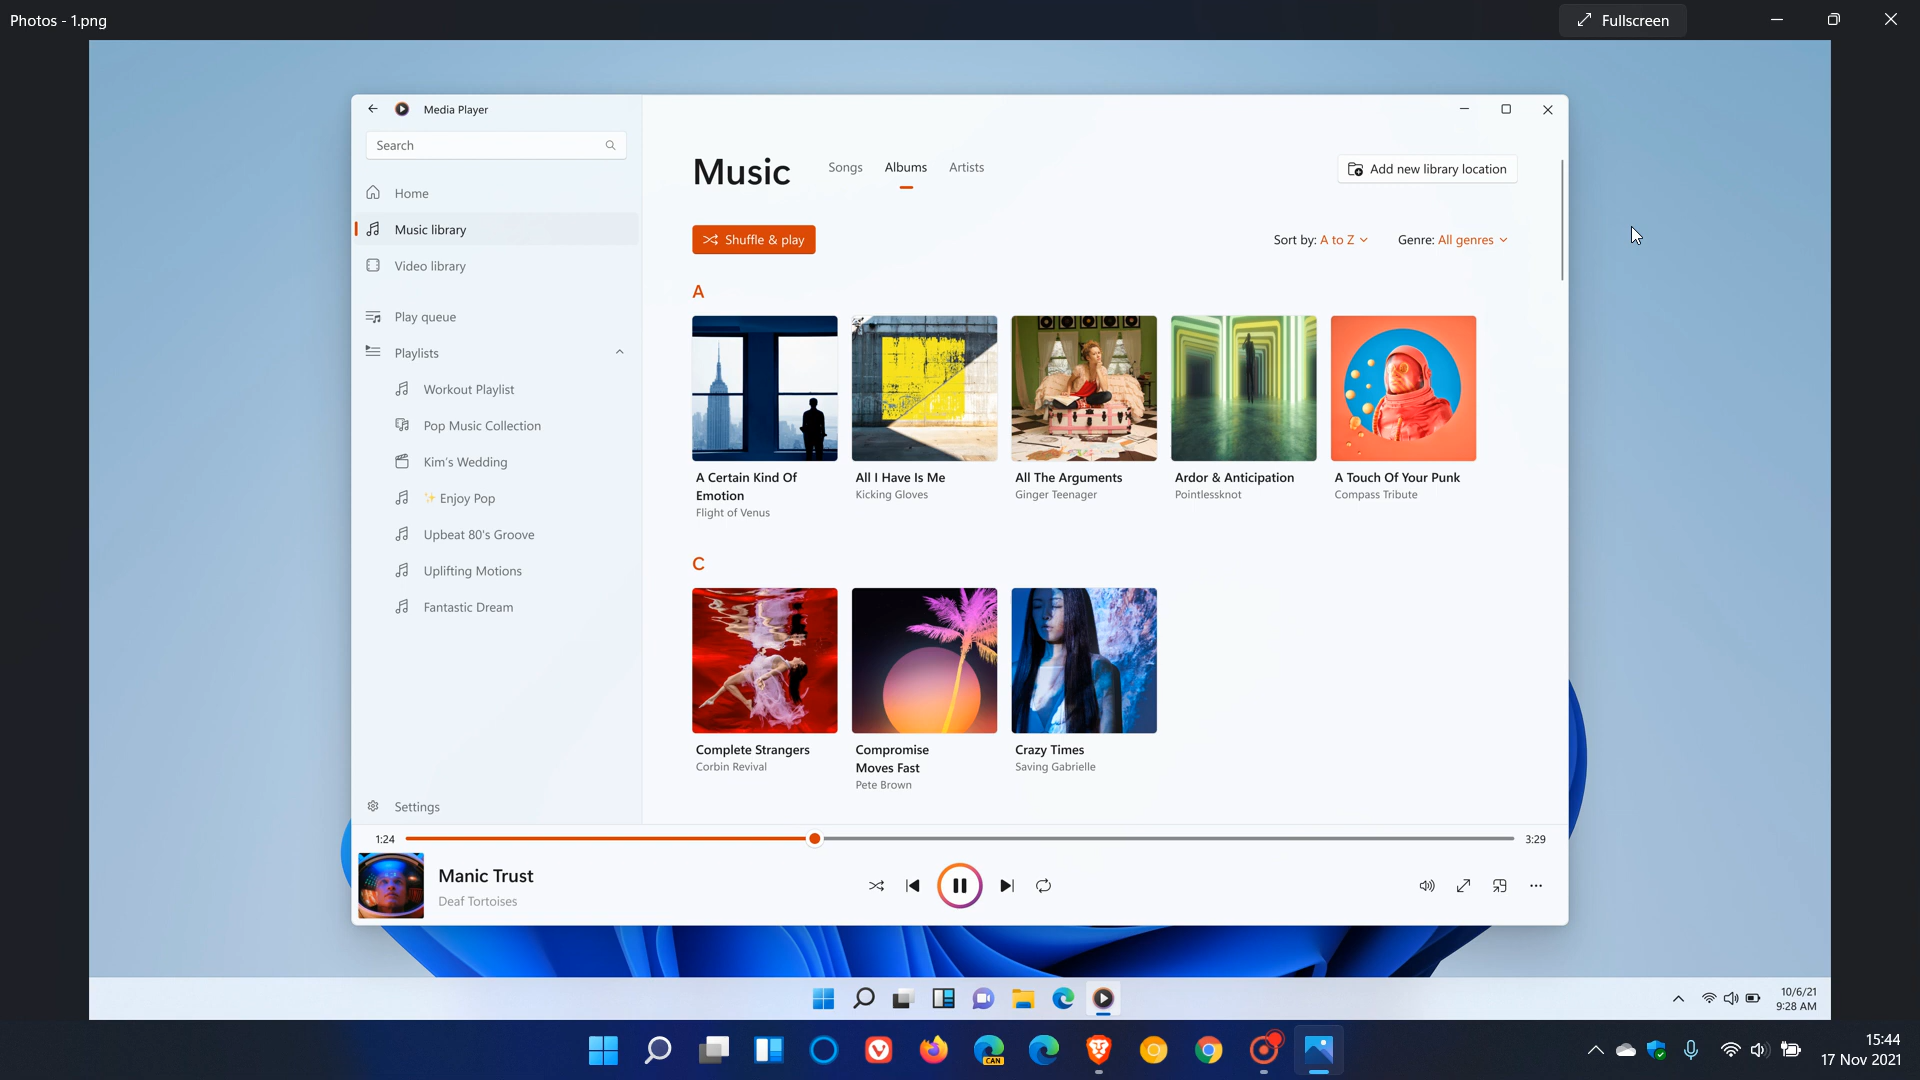 Photos - 1.png
Fullscreen
Media Player
Search
Home
Music library
Video library
Play queue
Playlists
Workout Playlist
Pop Music Collection
Kim's Wedding
✨ Enjoy Pop
Upbeat 80's Groove
Uplifting Motions
Fantastic Dream
Settings
Music
Songs Albums Artists
Add new library location
Shuffle & play
Sort by: A to Z
Genre: All genres
A
A Certain Kind Of
Emotion
Flight of Venus
All I Have Is Me
Kicking Gloves
All The Arguments
Ginger Teenager
Ardor & Anticipation
Pointlessknot
A Touch Of Your Punk
Compass Tribute
C
Complete Strangers
Corbin Revival
Compromise
Moves Fast
Pete Brown
Crazy Times
Saving Gabrielle
1:24
3:29
Manic Trust
Deaf Tortoises
10/6/21
9:28 AM
CAN
15:44
17 Nov 2021